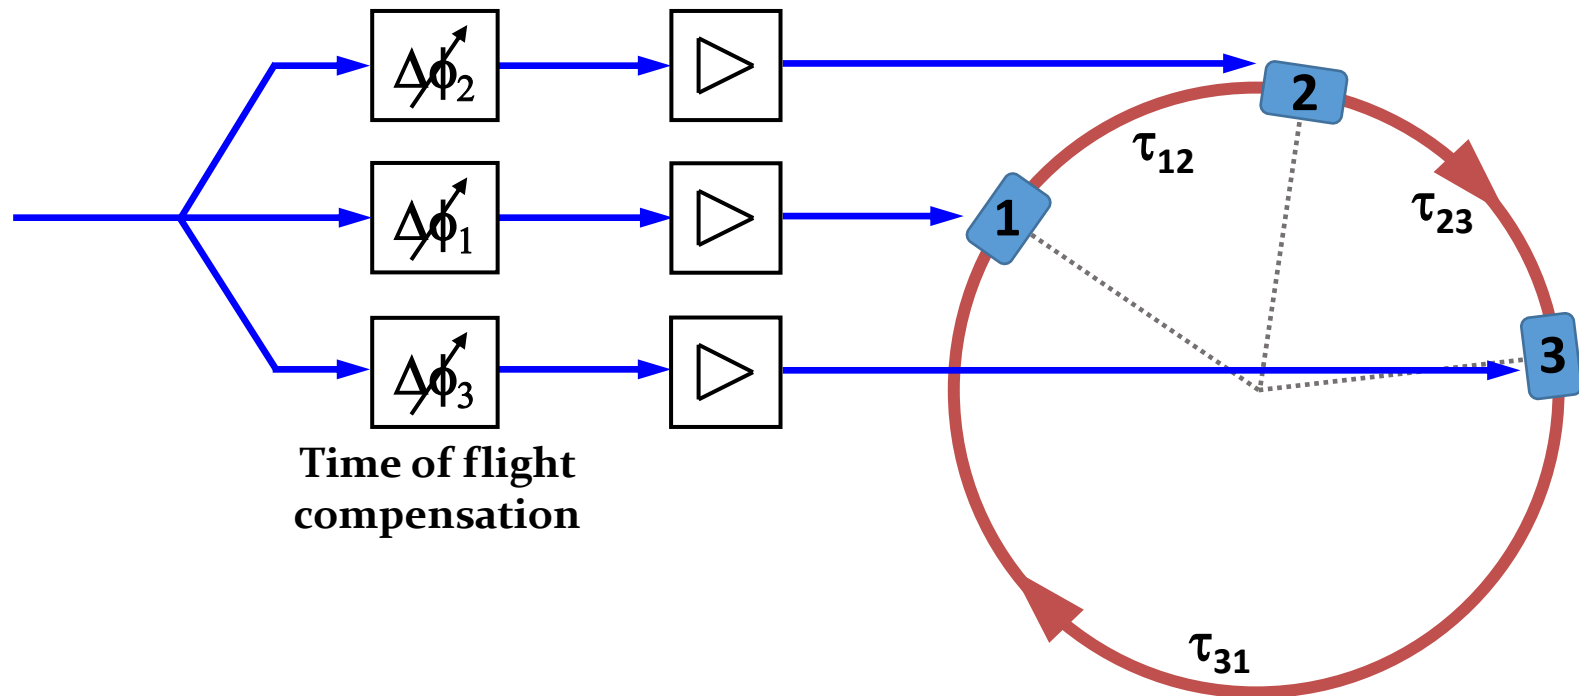 Δϕ₂
2
τ₁₂
Δϕ₁
1
τ₂₃
Δϕ₃
3
Time of flight
compensation
τ₃₁